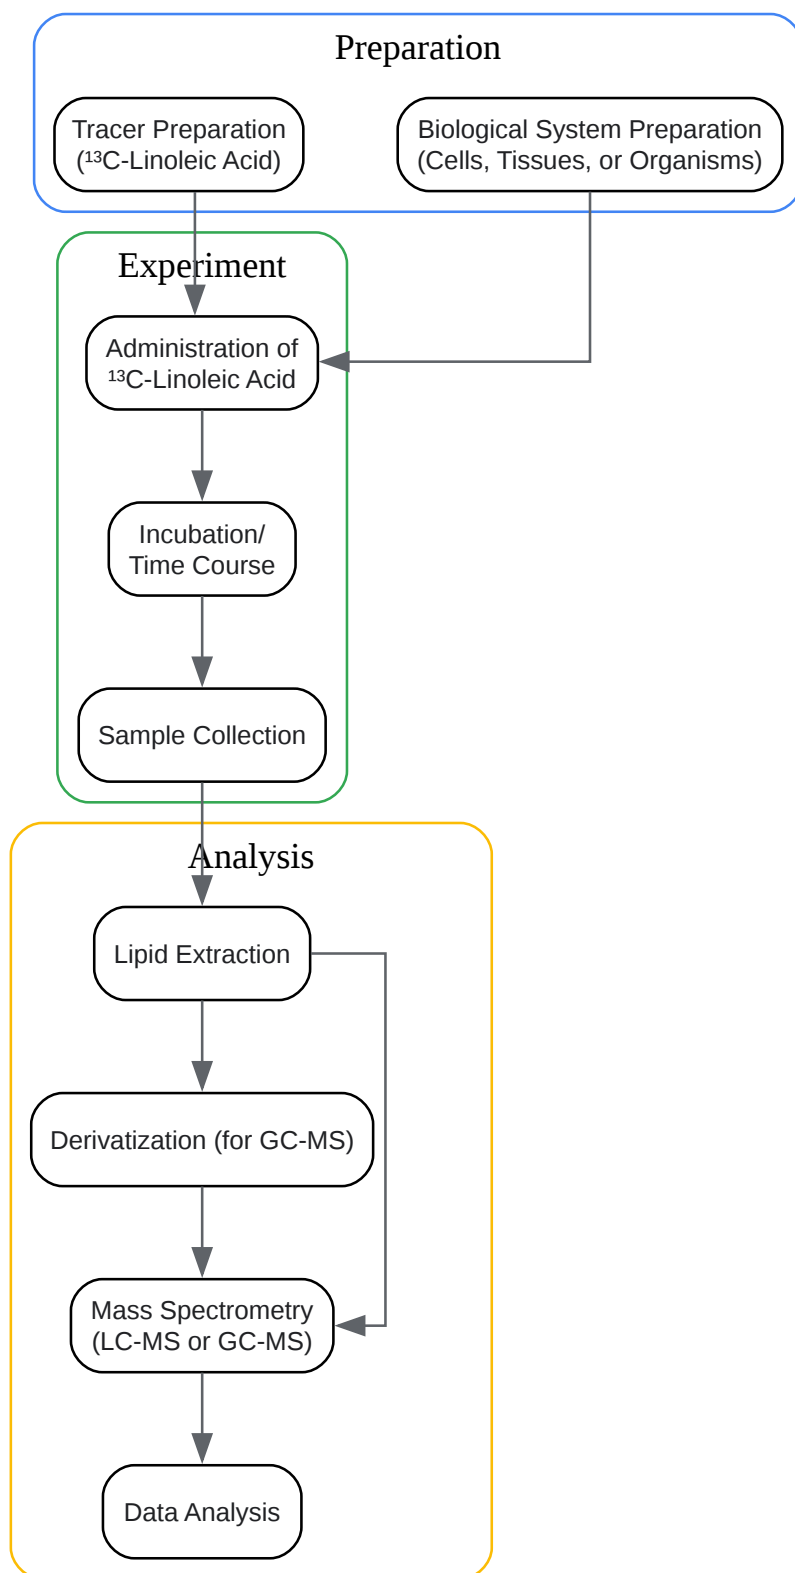 Preparation
Tracer Preparation
(¹³C-Linoleic Acid)
Biological System Preparation
(Cells, Tissues, or Organisms)
Experiment
Administration of
¹³C-Linoleic Acid
Incubation/
Time Course
Sample Collection
Analysis
Lipid Extraction
Derivatization (for GC-MS)
Mass Spectrometry
(LC-MS or GC-MS)
Data Analysis